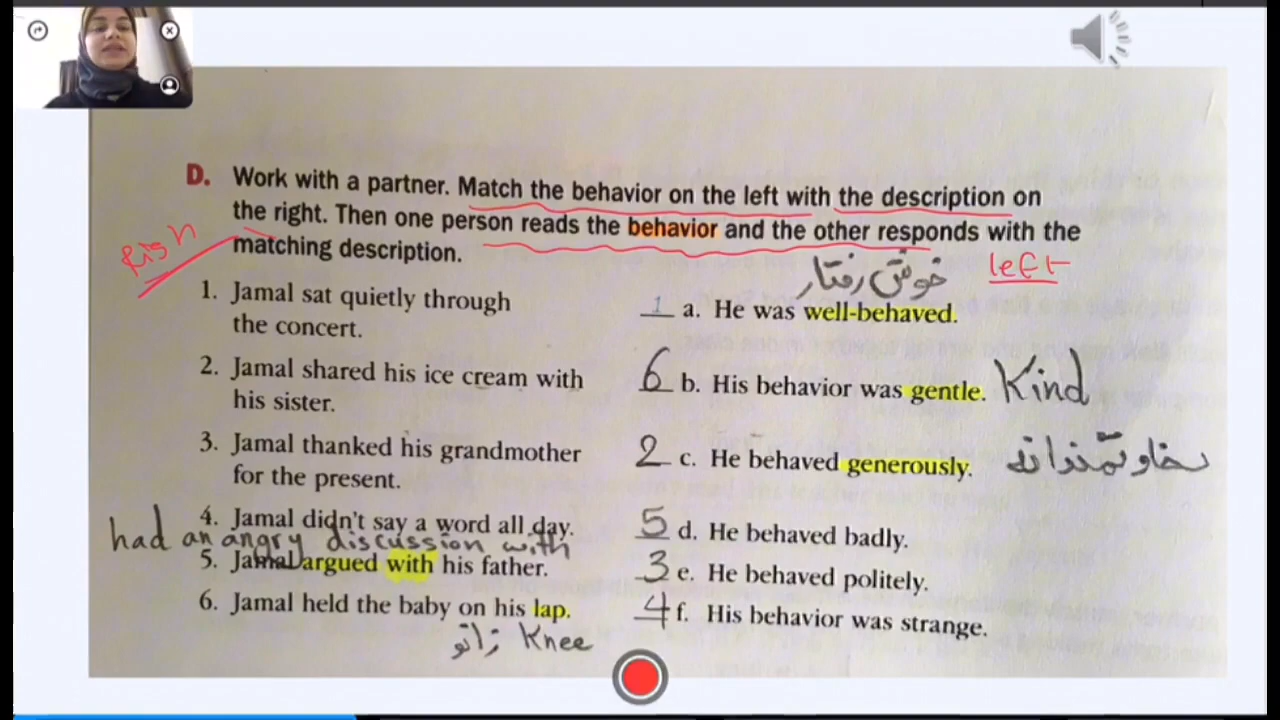 D. Work with a partner. Match the behavior on the left with the description on
the right. Then one person reads the behavior and the other responds with the
matching description.
Righ
left
خوش رفتار
1. Jamal sat quietly through
the concert.
1 a. He was well-behaved.
2. Jamal shared his ice cream with
his sister.
6 b. His behavior was gentle. Kind
3. Jamal thanked his grandmother
for the present.
2 c. He behaved generously. سخاوتمندانه
4. Jamal didn't say a word all day.
5 d. He behaved badly.
had an angry discussion with
5. Jamal argued with his father.
3 e. He behaved politely.
6. Jamal held the baby on his lap.
4 f. His behavior was strange.
زانو Knee